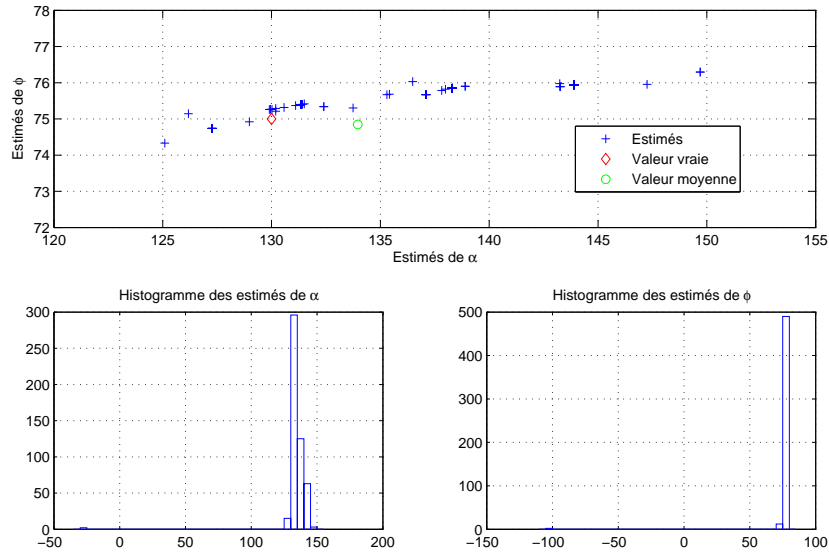 78
77
76
75
74
73
72
Estimés de ϕ
120 125 130 135 140 145 150 155
Estimés de α
Estimés
Valeur vraie
Valeur moyenne
Histogramme des estimés de α
300
250
200
150
100
50
0
−50 0 50 100 150 200
Histogramme des estimés de ϕ
500
400
300
200
100
0
−150 −100 −50 0 50 100